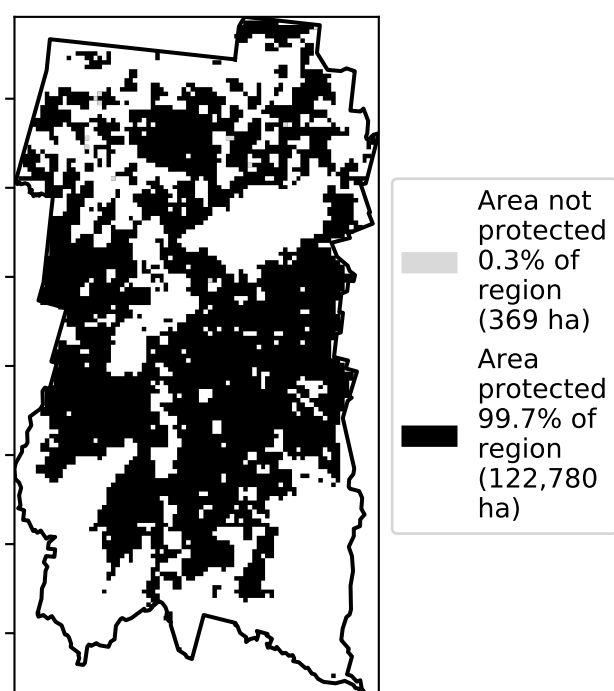 Area not
protected
0.3% of
region
(369 ha)
Area
protected
99.7% of
region
(122,780
ha)